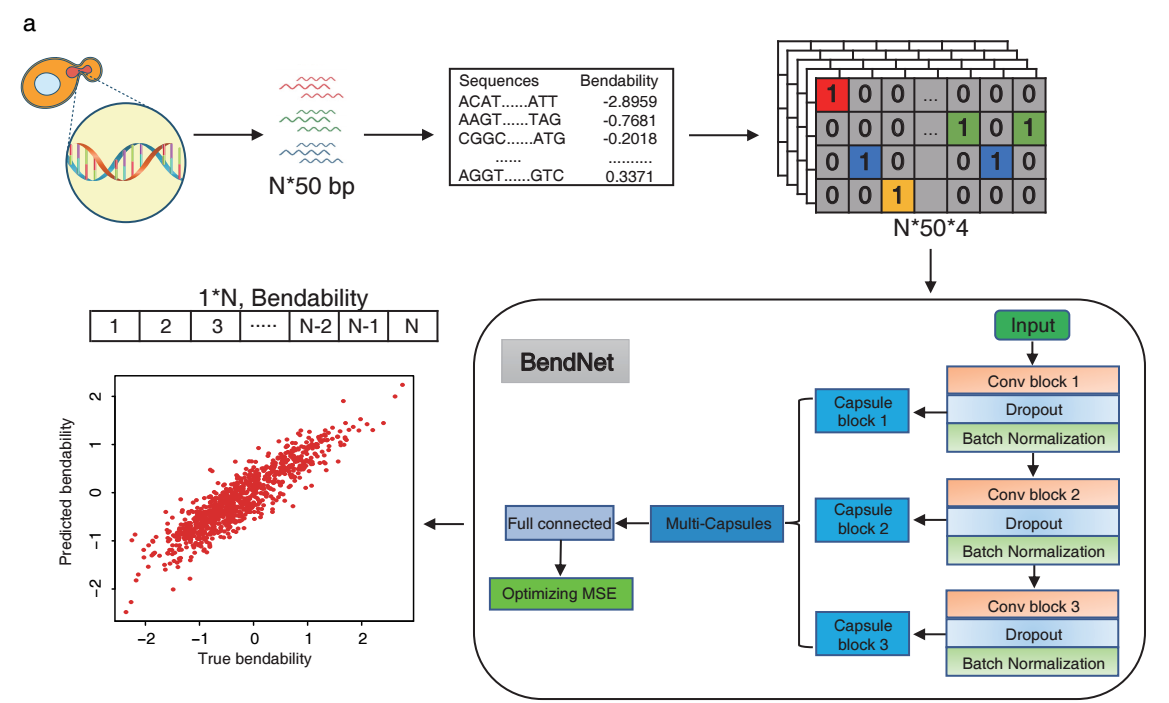 a
N*50 bp
Sequences Bendability
ACAT......ATT -2.8959
AAGT......TAG -0.7681
CGGC......ATG -0.2018
...... ..........
AGGT......GTC 0.3371
1 0 0 ... 0 0 0
0 0 0 ... 1 0 1
0 1 0 0 1 0
0 0 1 0 0 0
N*50*4
1*N, Bendability
1 2 3 ..... N-2 N-1 N
Predicted bendability
2
1
0
−1
−2
−2 −1 0 1 2
True bendability
BendNet
Input
Conv block 1
Dropout
Batch Normalization
Capsule
block 1
Conv block 2
Dropout
Batch Normalization
Capsule
block 2
Conv block 3
Dropout
Batch Normalization
Capsule
block 3
Multi-Capsules
Full connected
Optimizing MSE